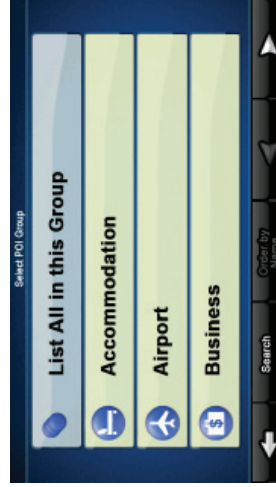 Select POI Group
List All in this Group
Accommodation
Airport
Business
Search
Order by
Name